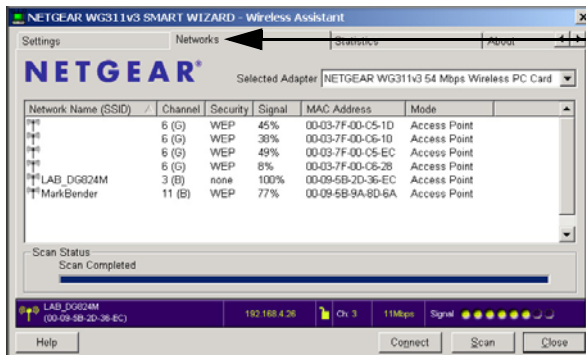 NETGEAR WG311v3 SMART WIZARD - Wireless Assistant
Settings Networks Statistics About
NETGEAR®
Selected Adapter NETGEAR WG311v3 54 Mbps Wireless PC Card
Network Name (SSID) Channel Security Signal MAC Address Mode
6 (G) WEP 45% 00-03-7F-00-C5-1D Access Point
6 (G) WEP 38% 00-03-7F-00-C6-10 Access Point
6 (G) WEP 49% 00-03-7F-00-C5-EC Access Point
6 (G) WEP 8% 00-03-7F-00-C6-28 Access Point
LAB_DG824M 3 (B) none 100% 00-09-5B-2D-36-EC Access Point
MarkBender 11 (B) WEP 77% 00-09-5B-9A-8D-6A Access Point
Scan Status
Scan Completed
LAB_DG824M
(00-09-5B-2D-36-EC) 192.168.4.26 Ch: 3 11Mbps Signal
Help Connect Scan Close